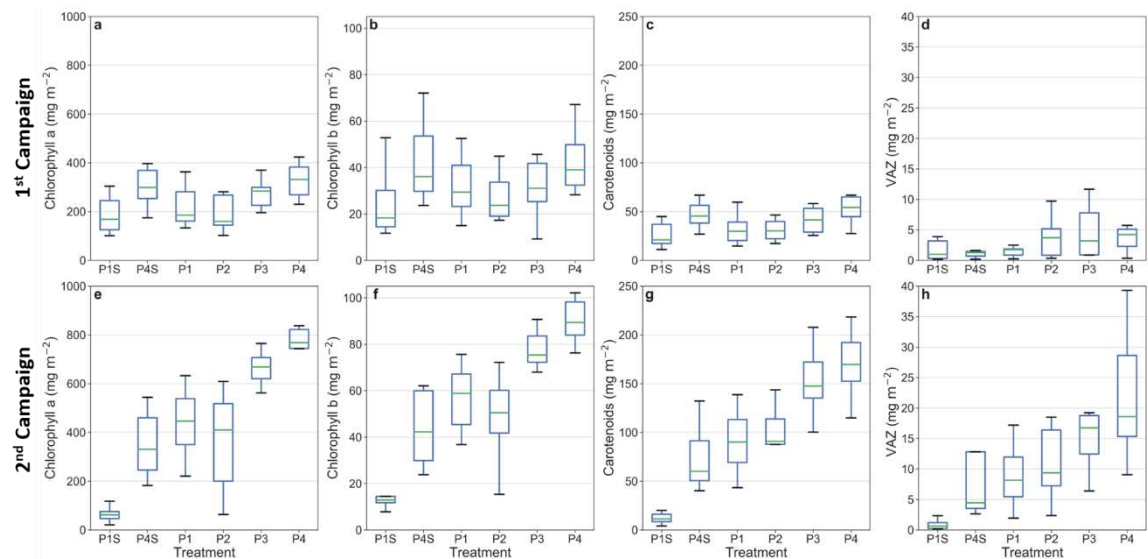 1st Campaign
a
Chlorophyll a (mg m−2)
1000
800
600
400
200
0
P1S P4S P1 P2 P3 P4
b
Chlorophyll b (mg m−2)
100
80
60
40
20
0
P1S P4S P1 P2 P3 P4
c
Carotenoids (mg m−2)
250
200
150
100
50
0
P1S P4S P1 P2 P3 P4
d
VAZ (mg m−2)
40
35
30
25
20
15
10
5
0
P1S P4S P1 P2 P3 P4
2nd Campaign
e
Chlorophyll a (mg m−2)
1000
800
600
400
200
0
P1S P4S P1 P2 P3 P4
Treatment
f
Chlorophyll b (mg m−2)
100
80
60
40
20
0
P1S P4S P1 P2 P3 P4
Treatment
g
Carotenoids (mg m−2)
250
200
150
100
50
0
P1S P4S P1 P2 P3 P4
Treatment
h
VAZ (mg m−2)
40
35
30
25
20
15
10
5
0
P1S P4S P1 P2 P3 P4
Treatment